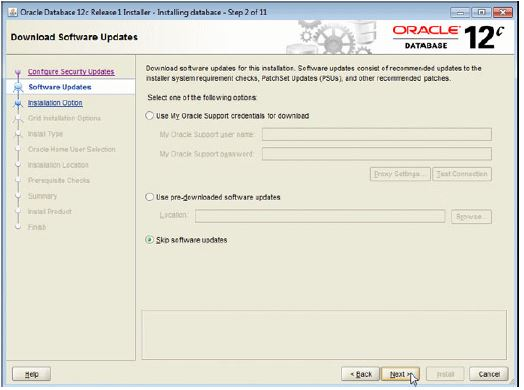 Oracle Database 12c Release 1 Installer - Installing database - Step 2 of 11
Download Software Updates
ORACLE
DATABASE
12c
Configure Security Updates
Software Updates
Installation Option
Grid Installation Options
Install Type
Oracle Home User Selection
Installation Location
Prerequisite Checks
Summary
Install Product
Finish
Download software updates for this installation. Software updates consist of recommended updates to the
installer system requirement checks, PatchSet Updates (PSUs), and other recommended patches.
Select one of the following options:
Use My Oracle Support credentials for download
My Oracle Support user name:
My Oracle Support password:
Proxy Settings...
Test Connection
Use pre-downloaded software updates
Location:
Browse...
Skip software updates
Help
< Back
Next >
Install
Cancel